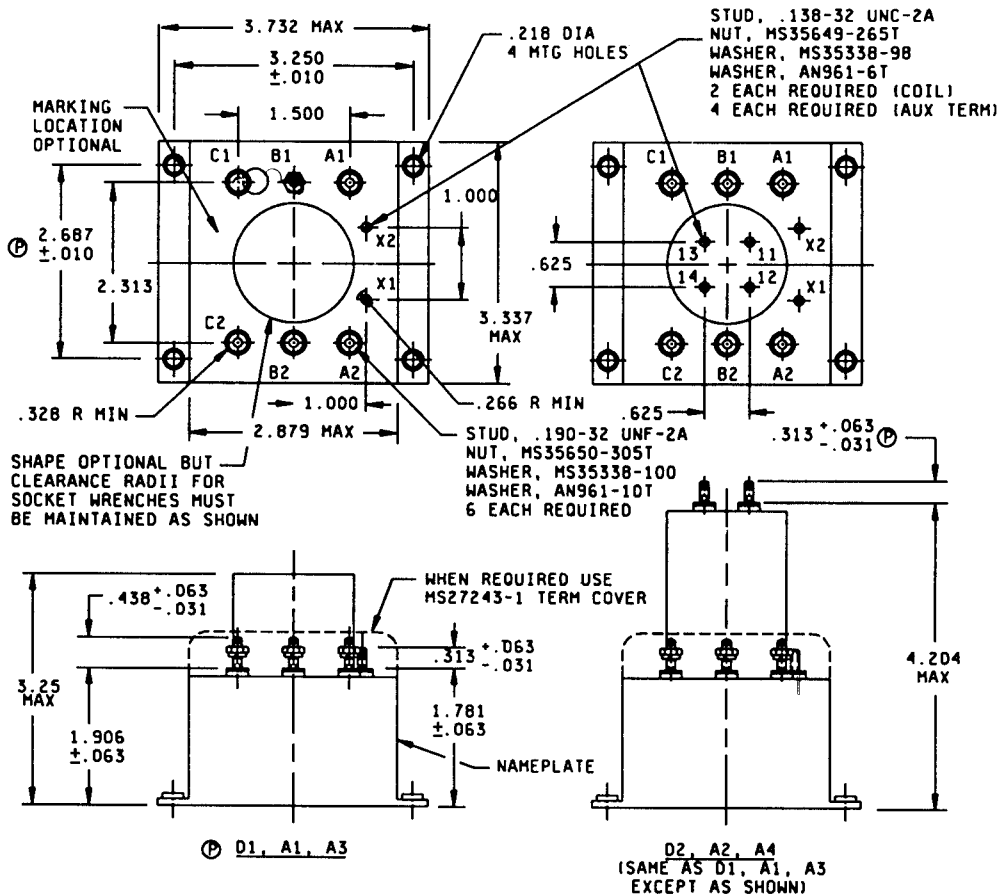 3.732 MAX
3.250
±.010
1.500
.218 DIA
4 MTG HOLES
STUD, .138-32 UNC-2A
NUT, MS35649-265T
WASHER, MS35338-98
WASHER, AN961-6T
2 EACH REQUIRED (COIL)
4 EACH REQUIRED (AUX TERM)
MARKING
LOCATION
OPTIONAL
C1
B1
A1
1.000
X2
X1
Ⓟ 2.687
±.010
2.313
C2
B2
A2
3.337
MAX
.328 R MIN
1.000
.266 R MIN
2.879 MAX
C1
B1
A1
X2
13
11
.625
14
12
X1
C2
B2
A2
.625
SHAPE OPTIONAL BUT
CLEARANCE RADII FOR
SOCKET WRENCHES MUST
BE MAINTAINED AS SHOWN
STUD, .190-32 UNF-2A
NUT, MS35650-305T
WASHER, MS35338-100
WASHER, AN961-10T
6 EACH REQUIRED
.313 +.063
-.031 Ⓟ
.438 +.063
-.031
WHEN REQUIRED USE
MS27243-1 TERM COVER
.313 +.063
-.031
3.25
MAX
1.906
±.063
1.781
±.063
NAMEPLATE
4.204
MAX
Ⓟ D1, A1, A3
D2, A2, A4
(SAME AS D1, A1, A3
EXCEPT AS SHOWN)